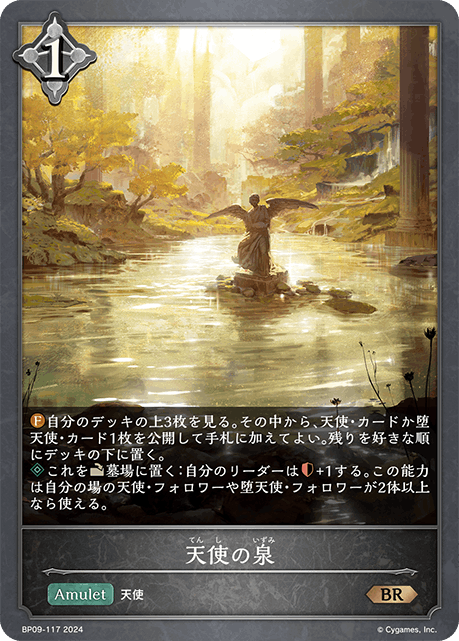 1
F自分のデッキの上3枚を見る。その中から、天使・カードか堕
天使・カード1枚を公開して手札に加えてよい。残りを好きな順
にデッキの下に置く。
これを墓場に置く：自分のリーダーは+1する。この能力
は自分の場の天使・フォロワーや堕天使・フォロワーが2体以上
なら使える。
てんし いずみ
天使の泉
Amulet 天使
BR
BP09-117 2024
© Cygames, Inc.